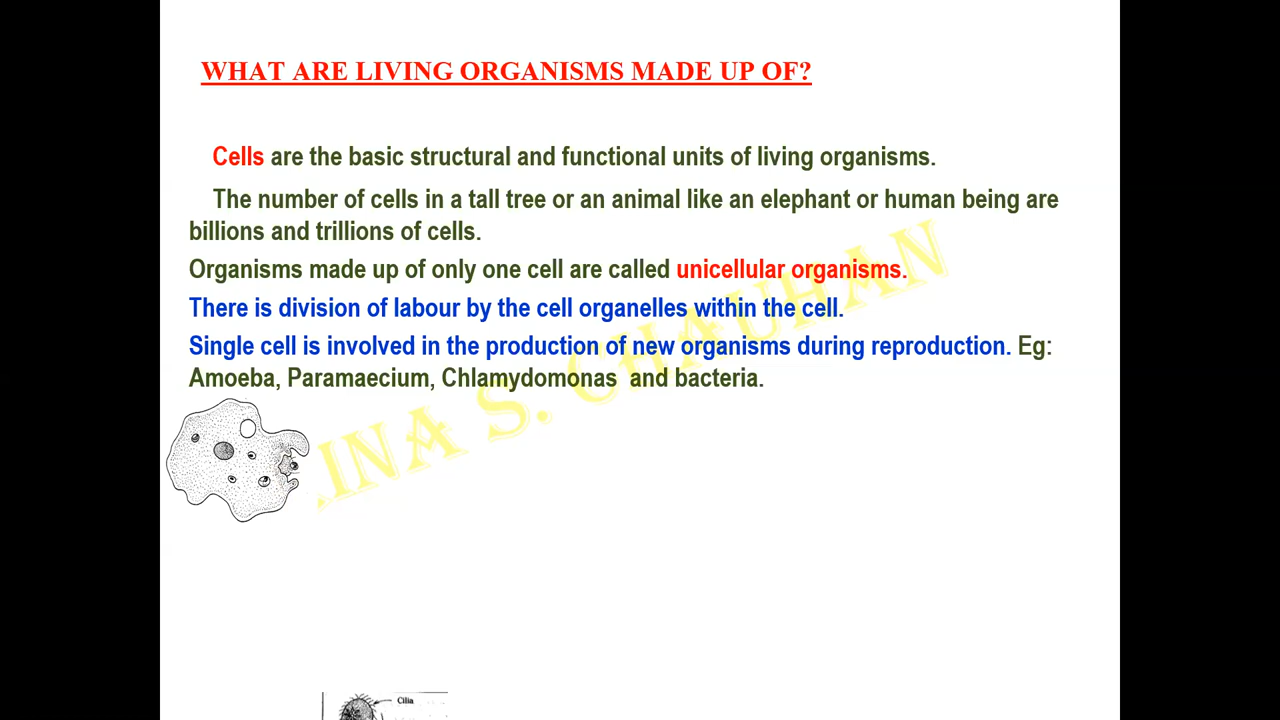 WHAT ARE LIVING ORGANISMS MADE UP OF?
Cells are the basic structural and functional units of living organisms.
The number of cells in a tall tree or an animal like an elephant or human being are
billions and trillions of cells.
Organisms made up of only one cell are called unicellular organisms.
There is division of labour by the cell organelles within the cell.
Single cell is involved in the production of new organisms during reproduction. Eg:
Amoeba, Paramaecium, Chlamydomonas and bacteria.
.INA S. CHAUHAN
Cilia